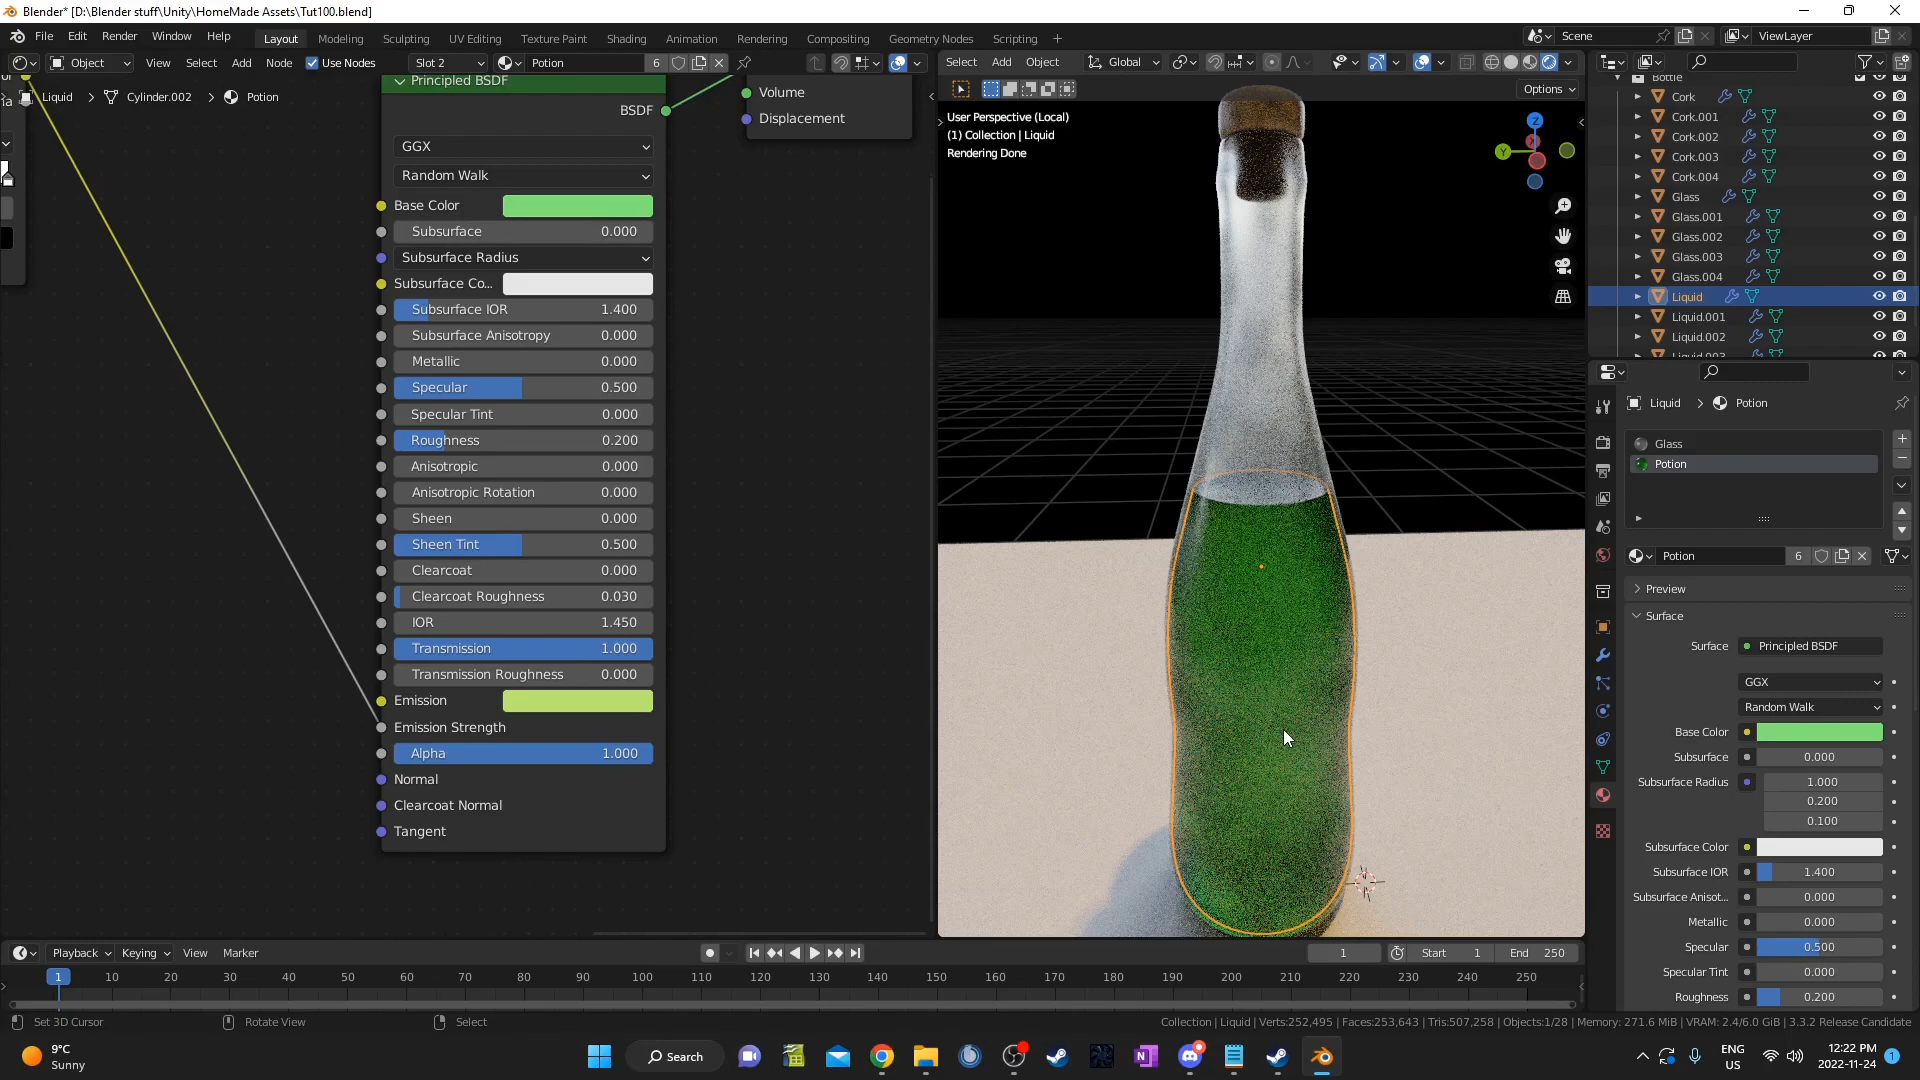 Blender* [D:\Blender stuff\Unity\HomeMade Assets\Tut100.blend]
File Edit Render Window Help Layout Modeling Sculpting UV Editing Texture Paint Shading Animation Rendering Compositing Geometry Nodes Scripting + Scene ViewLayer
Object View Select Add Node Use Nodes Slot 2 Potion 6
Select Add Object Global
Options
Liquid > Cylinder.002 > Potion
Principled BSDF
BSDF
GGX
Random Walk
Base Color
Subsurface 0.000
Subsurface Radius
Subsurface Co...
Subsurface IOR 1.400
Subsurface Anisotropy 0.000
Metallic 0.000
Specular 0.500
Specular Tint 0.000
Roughness 0.200
Anisotropic 0.000
Anisotropic Rotation 0.000
Sheen 0.000
Sheen Tint 0.500
Clearcoat 0.000
Clearcoat Roughness 0.030
IOR 1.450
Transmission 1.000
Transmission Roughness 0.000
Emission
Emission Strength
Alpha 1.000
Normal
Clearcoat Normal
Tangent
Volume
Displacement
User Perspective (Local)
(1) Collection | Liquid
Rendering Done
Z
Y
Bottle
Cork
Cork.001
Cork.002
Cork.003
Cork.004
Glass
Glass.001
Glass.002
Glass.003
Glass.004
Liquid
Liquid.001
Liquid.002
Liquid.003
Liquid > Potion
Glass
Potion
Potion 6
Preview
Surface
Surface Principled BSDF
GGX
Random Walk
Base Color
Subsurface 0.000
Subsurface Radius 1.000
0.200
0.100
Subsurface Color
Subsurface IOR 1.400
Subsurface Anisot... 0.000
Metallic 0.000
Specular 0.500
Specular Tint 0.000
Roughness 0.200
Playback Keying View Marker 1 Start 1 End 250
1 10 20 30 40 50 60 70 80 90 100 110 120 130 140 150 160 170 180 190 200 210 220 230 240 250
Set 3D Cursor Rotate View Select
Collection | Liquid | Verts:252,495 | Faces:253,643 | Tris:507,258 | Objects:1/28 | Memory: 271.6 MiB | VRAM: 2.4/6.0 GiB | 3.3.2 Release Candidate
9°C
Sunny
Search
ENG
US
12:22 PM
2022-11-24
1